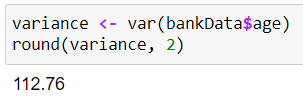 variance <- var(bankData$age)
round(variance, 2)
112.76